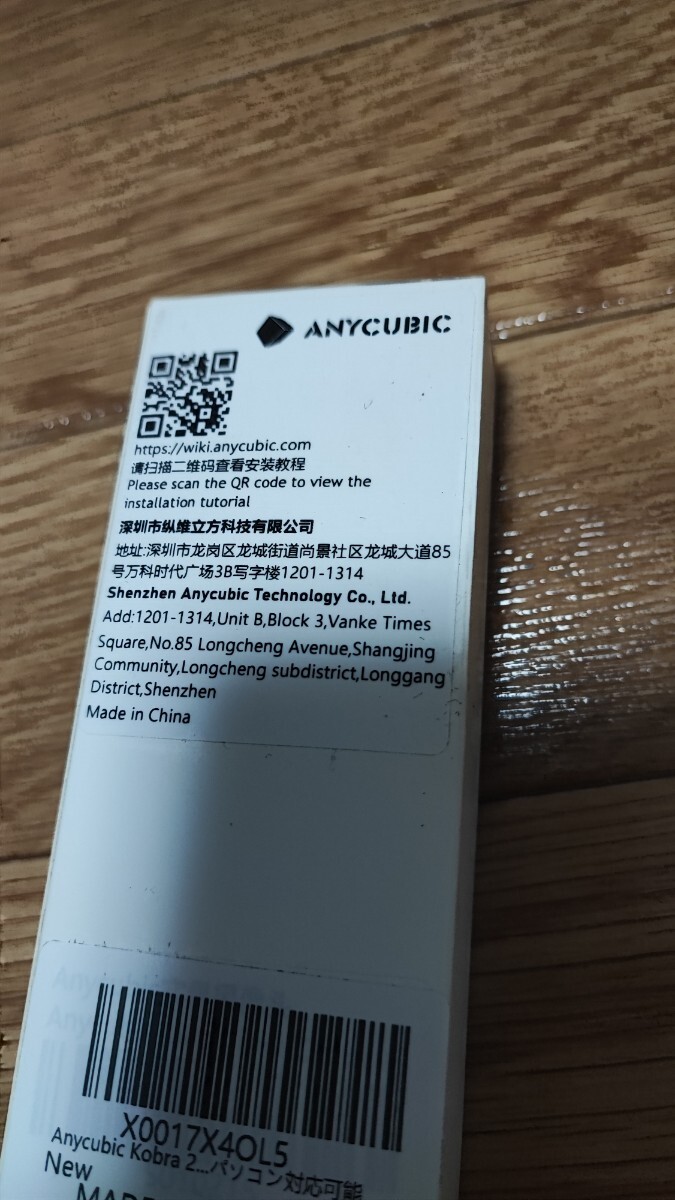 ANYCUBIC
https://wiki.anycubic.com
请扫描二维码查看安装教程
Please scan the QR code to view the
installation tutorial
深圳市纵维立方科技有限公司
地址:深圳市龙岗区龙城街道尚景社区龙城大道85
号万科时代广场3B写字楼1201-1314
Shenzhen Anycubic Technology Co., Ltd.
Add:1201-1314,Unit B,Block 3,Vanke Times
Square,No.85 Longcheng Avenue,Shangjing
Community,Longcheng subdistrict,Longgang
District,Shenzhen
Made in China
X0017X4OL5
Anycubic Kobra 2...パソコン対応可能
New